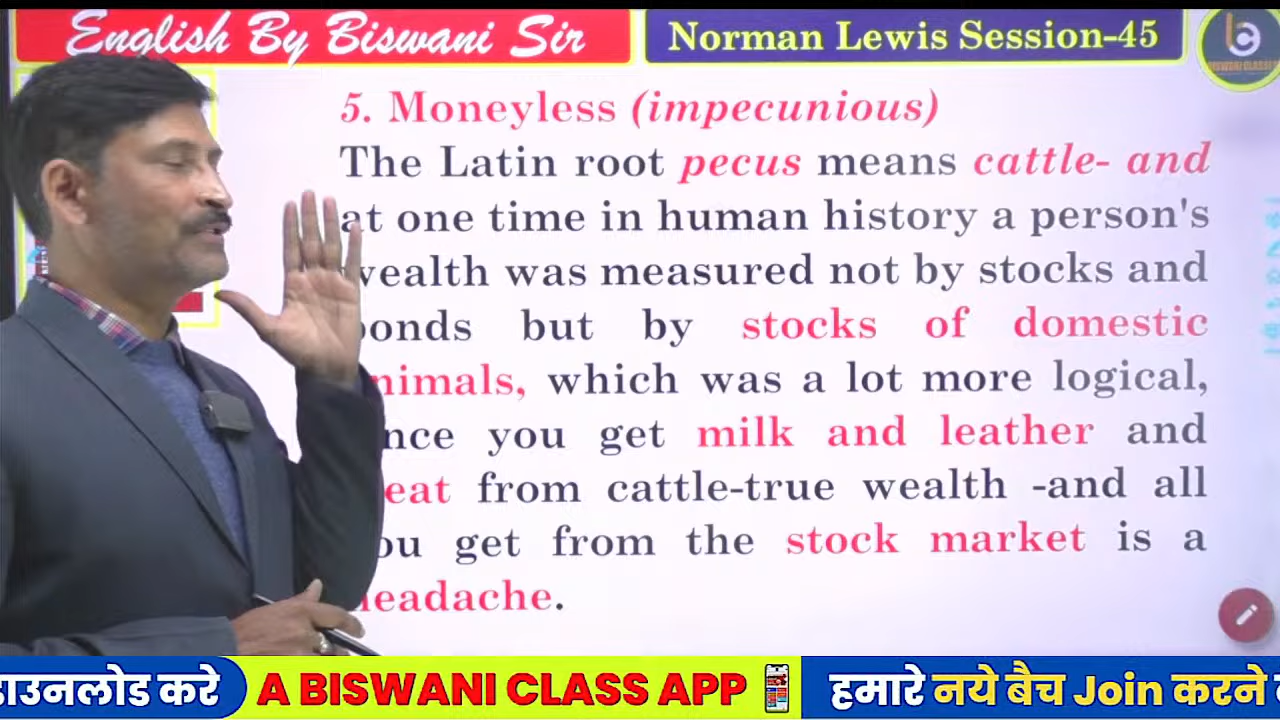 English By Biswani Sir
Norman Lewis Session-45
BISWANI CLASSES
5. Moneyless (impecunious)
The Latin root pecus means cattle- and
at one time in human history a person's
wealth was measured not by stocks and
bonds but by stocks of domestic
nimals, which was a lot more logical,
nce you get milk and leather and
eat from cattle-true wealth -and all
ou get from the stock market is a
headache.
डाउनलोड करे
A BISWANI CLASS APP
हमारे नये बैच Join करने